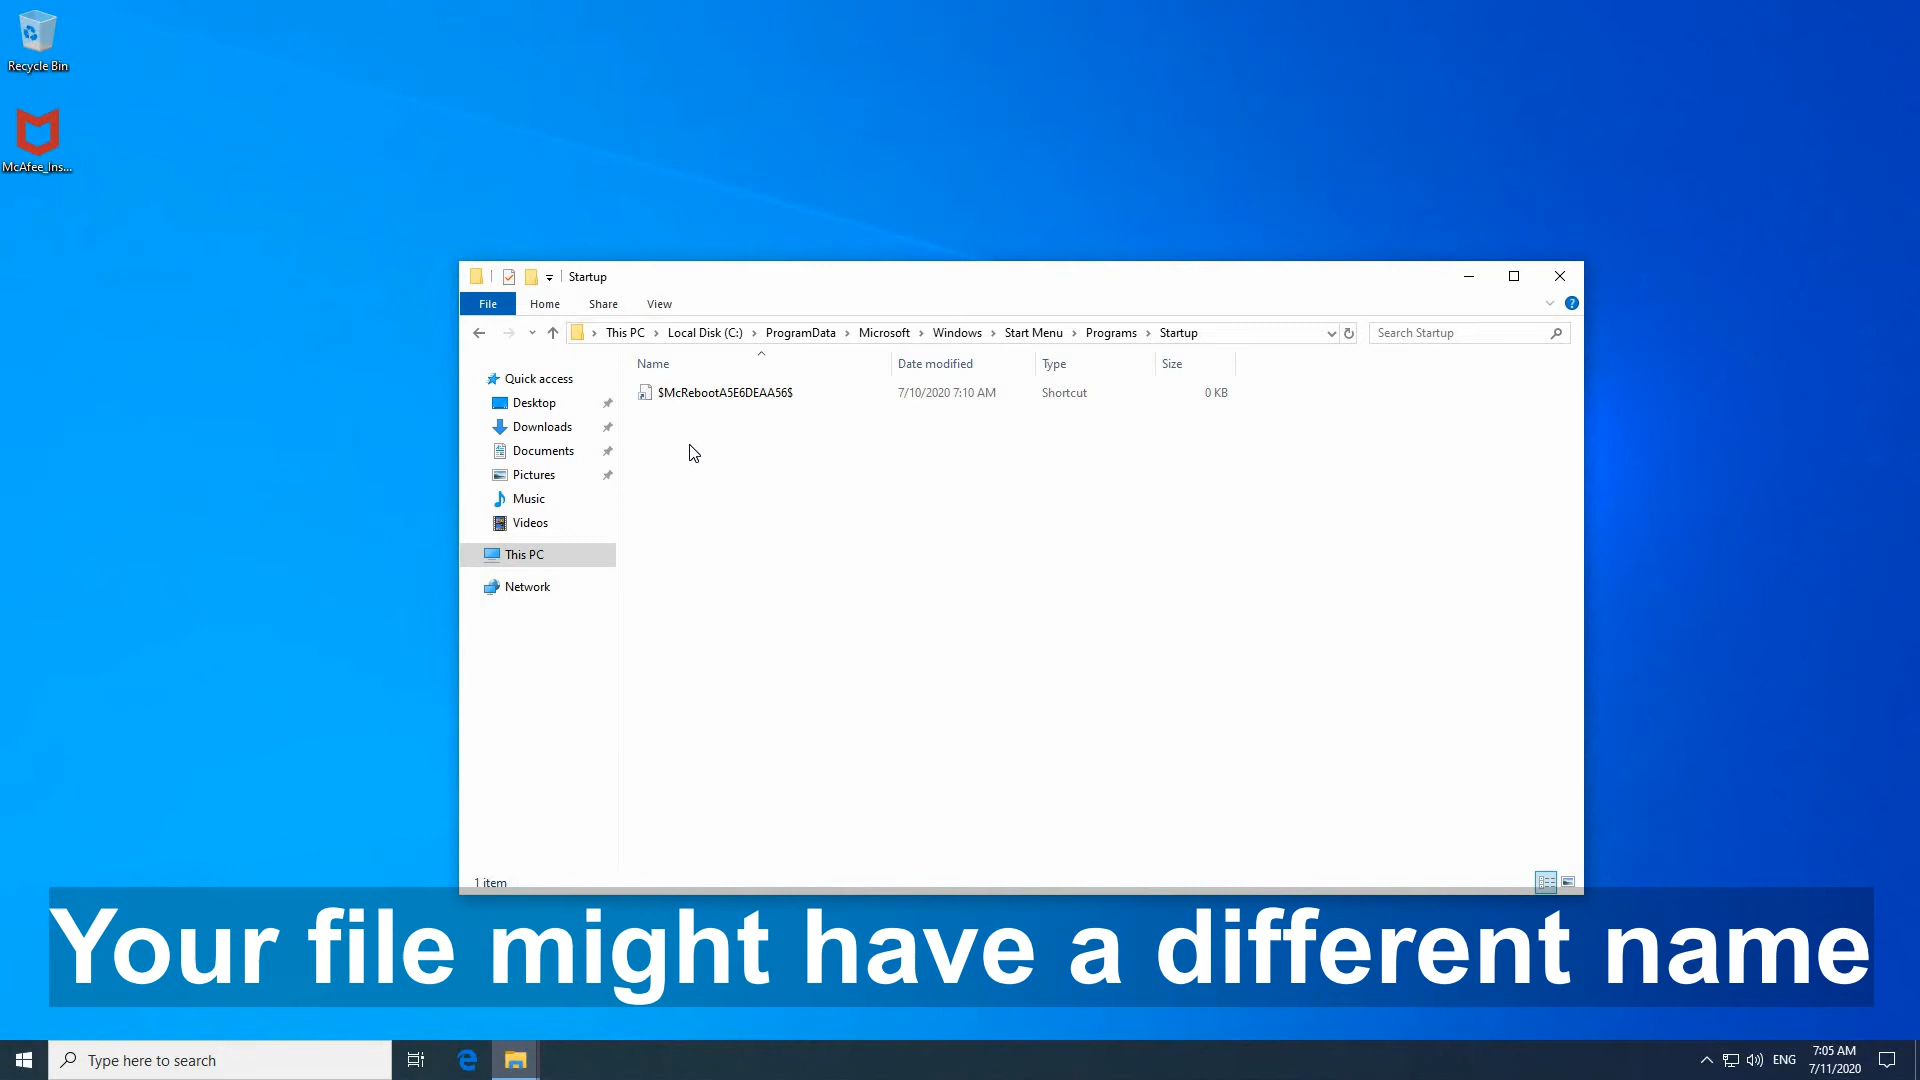 Recycle Bin
McAfee_Ins...
Startup
File Home Share View
This PC Local Disk (C:) ProgramData Microsoft Windows Start Menu Programs Startup
Search Startup
Name Date modified Type Size
$McRebootA5E6DEAA56$ 7/10/2020 7:10 AM Shortcut 0 KB
Quick access
Desktop
Downloads
Documents
Pictures
Music
Videos
This PC
Network
1 item
Your file might have a different name
Type here to search
ENG
7:05 AM
7/11/2020